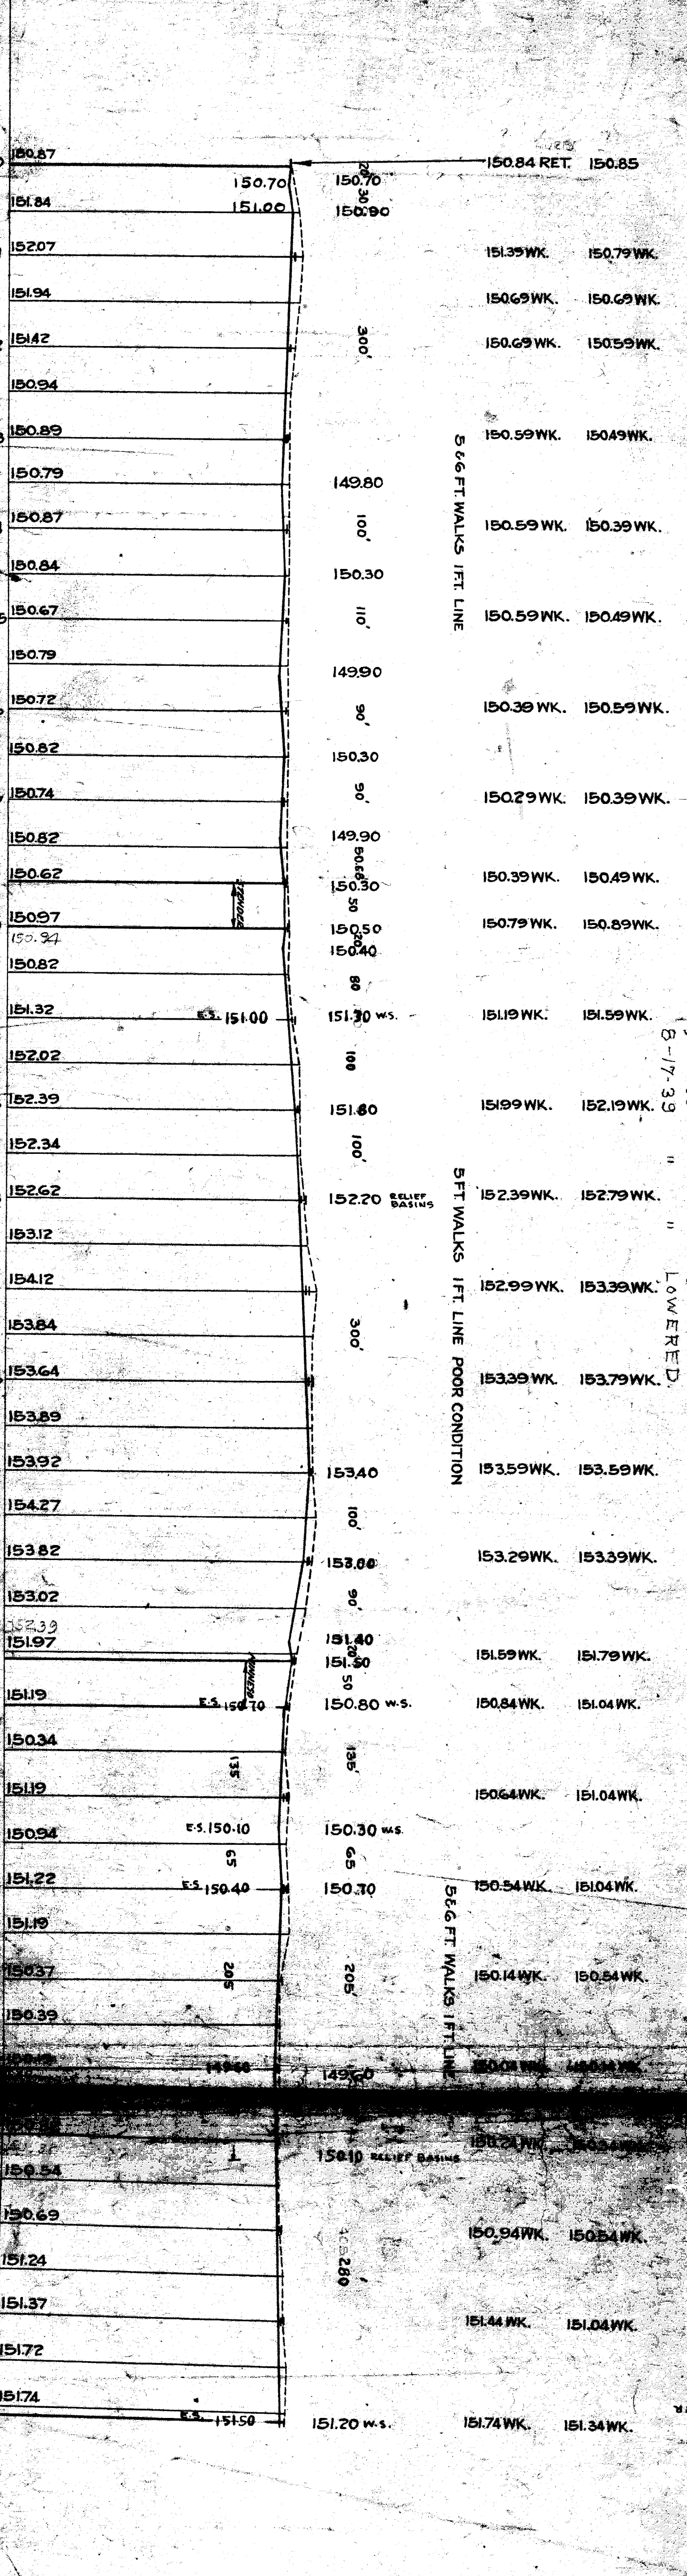 150.87 150.84 RET. 150.85
150.70 150.70 20
151.84 151.00 150.90 30
152.07 151.39 WK. 150.79 WK.
151.94 150.69 WK. 150.69 WK.
151.42 300' 150.69 WK. 150.59 WK.
150.94
150.89 150.59 WK. 150.49 WK.
5 & 6 FT. WALKS 1 FT. LINE
150.79 149.80
150.87 100' 150.59 WK. 150.39 WK.
150.84 150.30
150.67 110' 150.59 WK. 150.49 WK.
150.79 149.90
150.72 90' 150.39 WK. 150.59 WK.
150.82 150.30
150.74 90' 150.29 WK. 150.39 WK.
150.82 149.90
150.62 150.30 150.39 WK. 150.49 WK.
50
150.97 150.50 150.79 WK. 150.89 WK.
150.94 150.40
150.82 80
151.32 E.S. 151.00 151.30 W.S. 151.19 WK. 151.59 WK.
8-17-39 " " LOWERED
152.02 100
152.39 151.80 151.99 WK. 152.19 WK.
152.34 100'
152.62 152.20 RELIEF BASINS 152.39 WK. 152.79 WK.
5 FT. WALKS 1 FT. LINE POOR CONDITION
153.12
154.12 152.99 WK. 153.39 WK.
153.84 300'
153.64 153.39 WK. 153.79 WK.
153.89
153.92 153.40 153.59 WK. 153.59 WK.
154.27 100'
153.82 153.00 153.29 WK. 153.39 WK.
153.02 90'
152.39 151.40
151.97 151.50 151.59 WK. 151.79 WK.
50
151.19 E.S. 150.70 150.80 W.S. 150.84 WK. 151.04 WK.
150.34 135 135'
151.19 150.64 WK. 151.04 WK.
150.94 E.S. 150.10 150.30 W.S.
65 65
151.22 E.S. 150.40 150.70 150.54 WK. 151.04 WK.
5 & 6 FT. WALKS 1 FT. LINE
151.19
150.37 205 205' 150.14 WK. 150.54 WK.
150.39
149.60
150.10 RELIEF BASINS
150.54
150.69 150.94 WK. 150.54 WK.
151.24 280
151.37 151.44 WK. 151.04 WK.
151.72
151.74
E.S. 151.50 151.20 W.S. 151.74 WK. 151.34 WK.